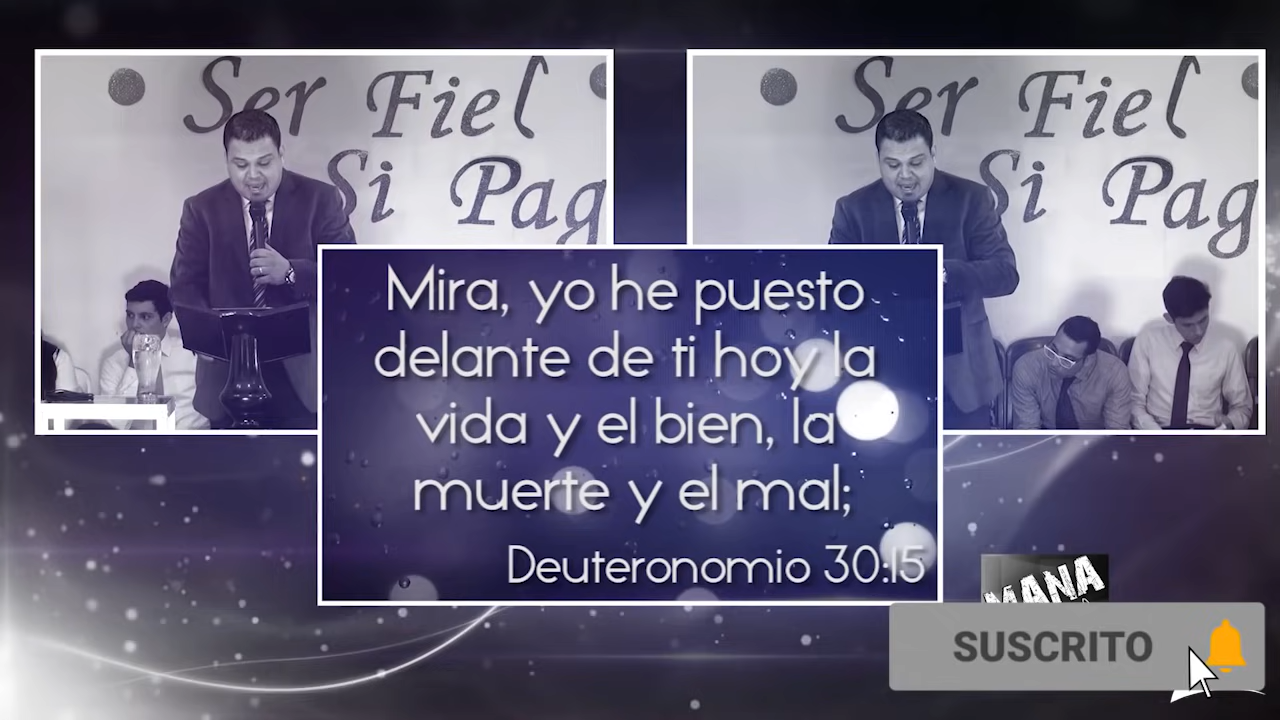 Ser Fiel
Si Pag
Ser Fiel
Si Pag
Mira, yo he puesto
delante de ti hoy la
vida y el bien, la
muerte y el mal;
Deuteronomio 30:15
MANA
SUSCRITO